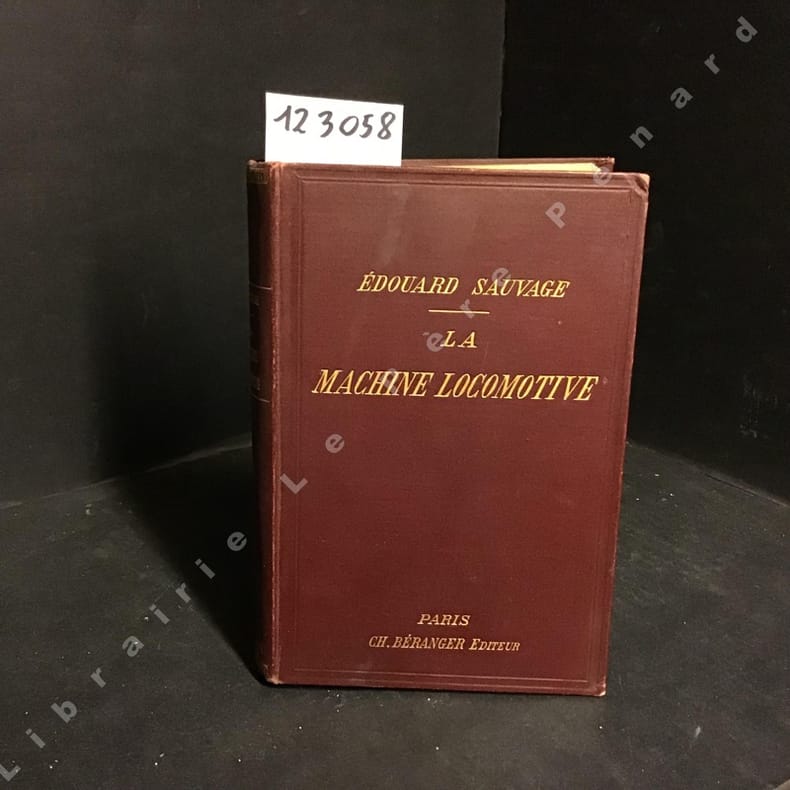 123058
ÉDOUARD SAUVAGE
LA
MACHINE LOCOMOTIVE
PARIS
CH. BÉRANGER EDITEUR
Librairie Le Pere Penard